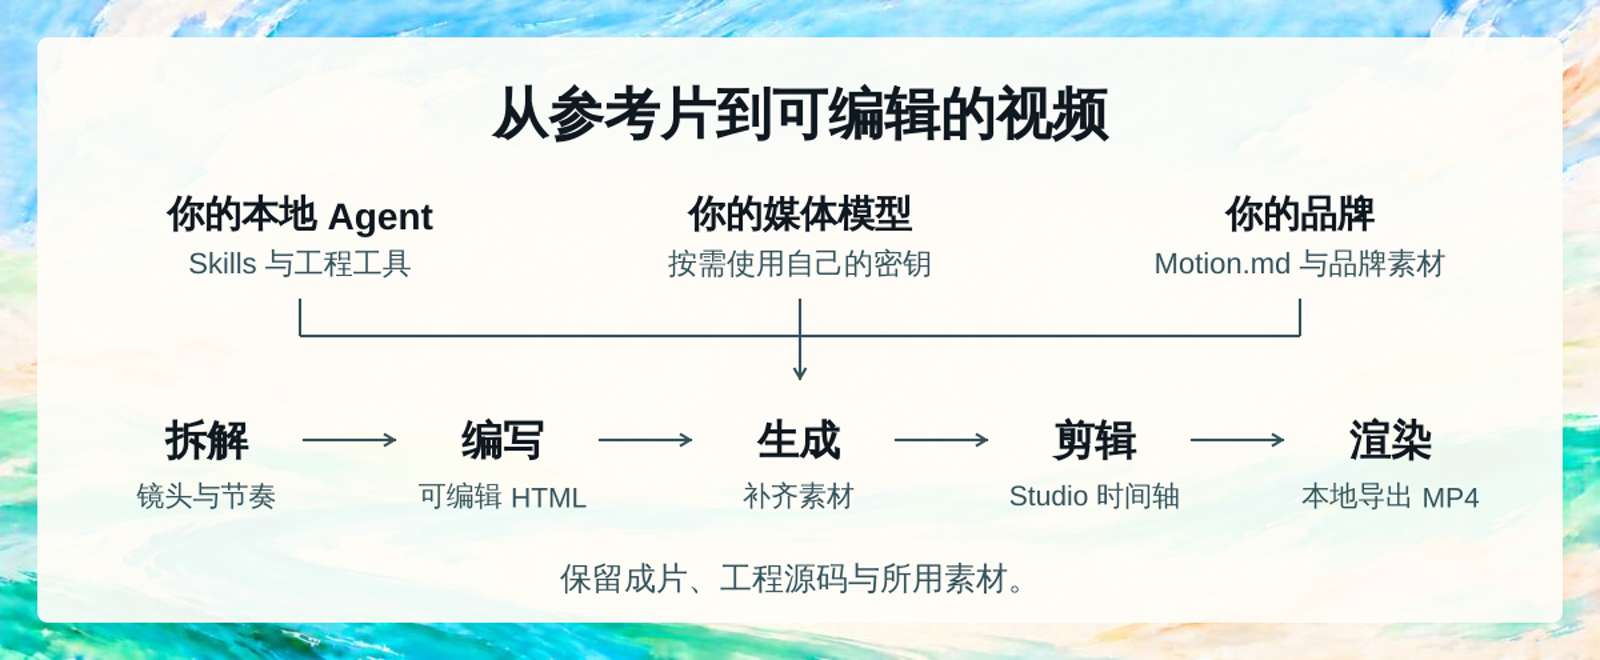 从参考片到可编辑的视频
你的本地 Agent
Skills 与工程工具
你的媒体模型
按需使用自己的密钥
你的品牌
Motion.md 与品牌素材
拆解
镜头与节奏
编写
可编辑 HTML
生成
补齐素材
剪辑
Studio 时间轴
渲染
本地导出 MP4
保留成片、工程源码与所用素材。